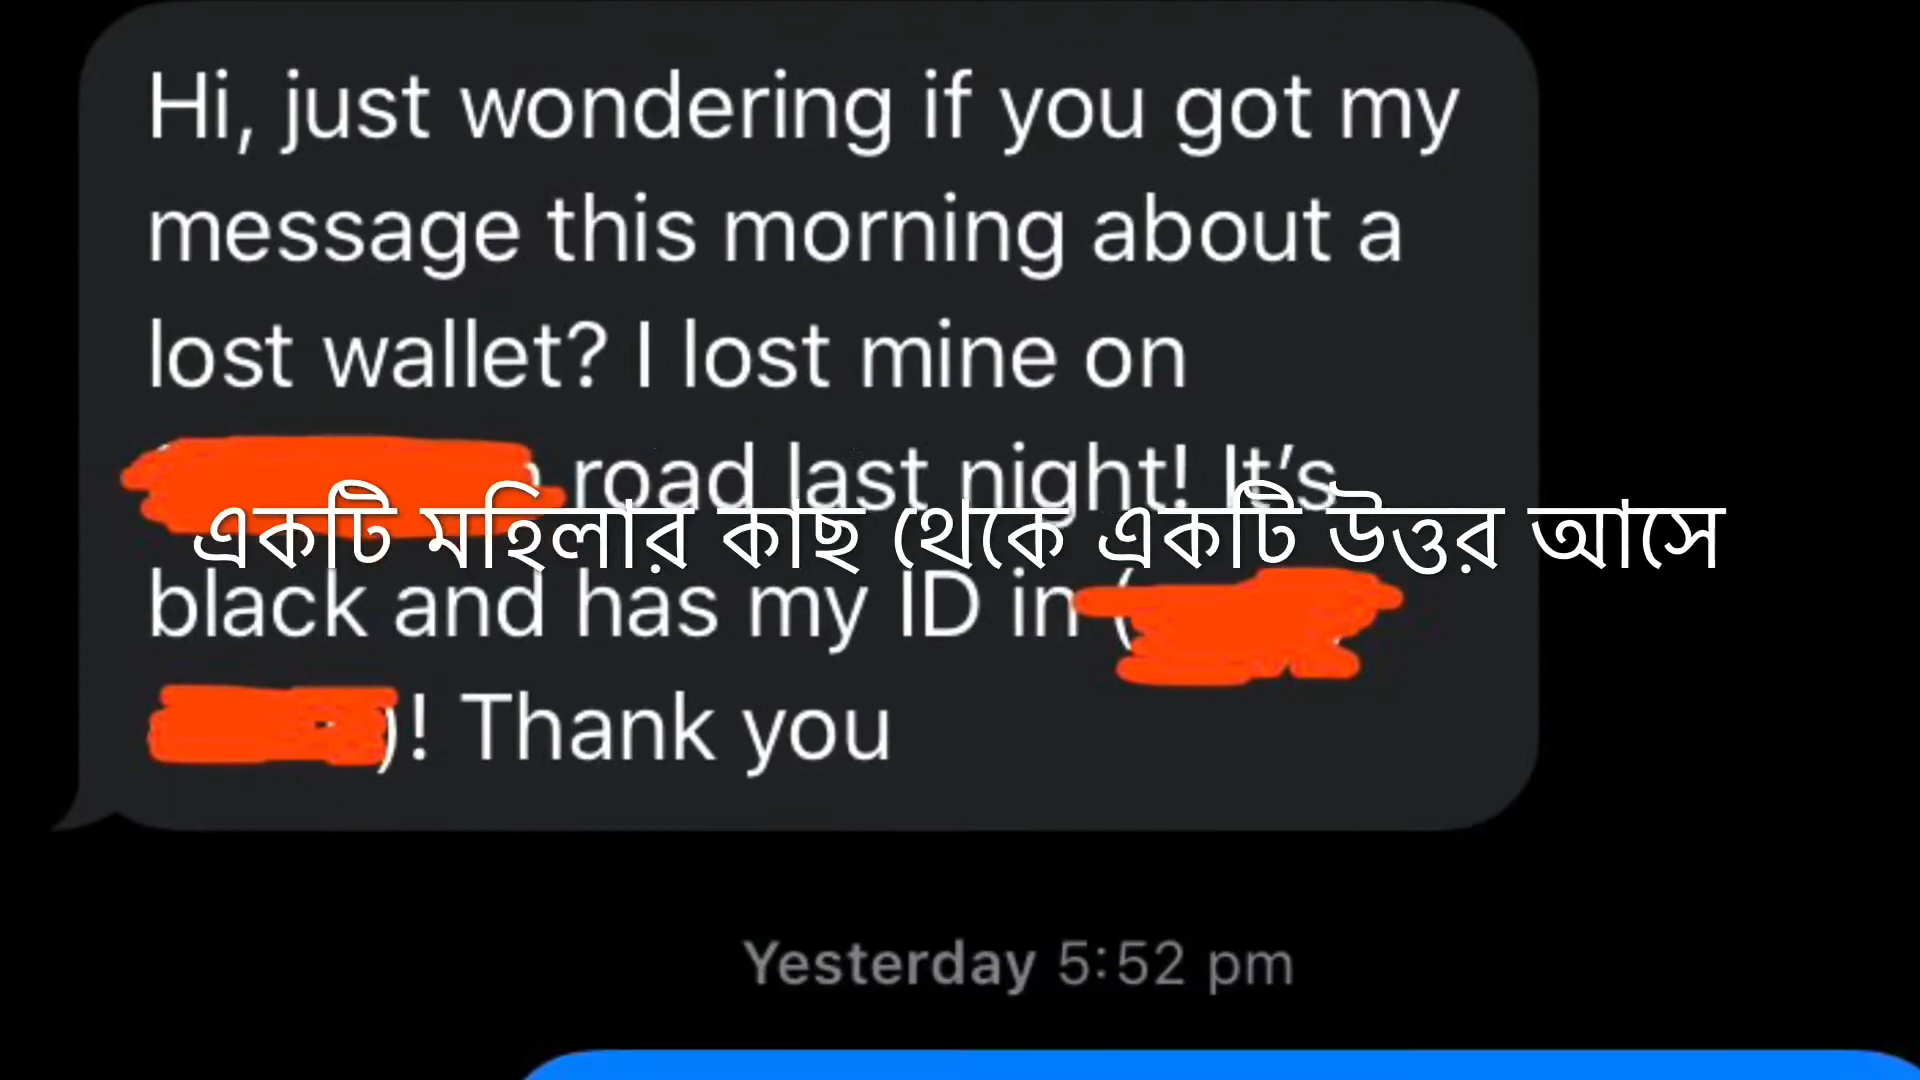 Hi, just wondering if you got my
message this morning about a
lost wallet? I lost mine on
road last night! It's
একটি মহিলার কাছ থেকে একটি উত্তর আসে
black and has my ID in (
)! Thank you
Yesterday 5:52 pm